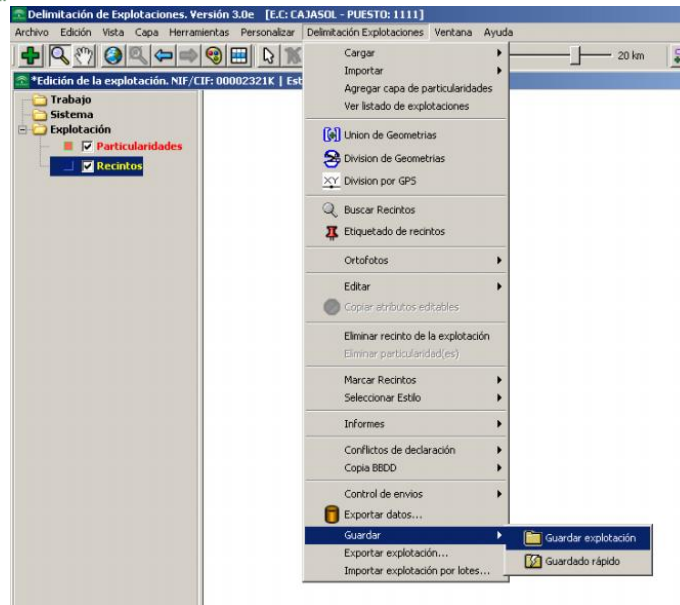 Delimitación de Explotaciones. Versión 3.0e [E.C: CAJASOL - PUESTO: 1111]
Archivo Edición Vista Capa Herramientas Personalizar Delimitación Explotaciones Ventana Ayuda
20 km
*Edición de la explotación. NIF/CIF: 00002321K | Est
Trabajo
Sistema
Explotación
Particularidades
Recintos
Cargar
Importar
Agregar capa de particularidades
Ver listado de explotaciones
Union de Geometrias
Division de Geometrias
XY Division por GPS
Buscar Recintos
Etiquetado de recintos
Ortofotos
Editar
Copiar atributos editables
Eliminar recinto de la explotación
Eliminar particularidad(es)
Marcar Recintos
Seleccionar Estilo
Informes
Conflictos de declaración
Copia BBDD
Control de envios
Exportar datos...
Guardar
Guardar explotación
Exportar explotación...
Guardado rápido
Importar explotación por lotes...